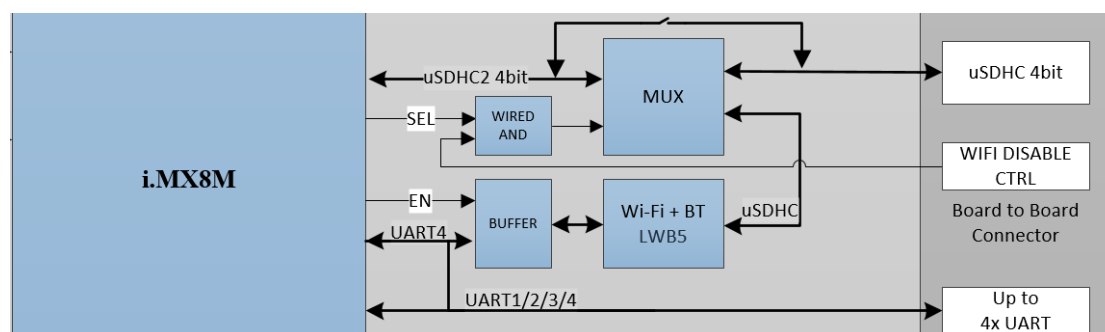 uSDHC2 4bit
MUX
uSDHC 4bit
SEL
WIRED
AND
WIFI DISABLE
CTRL
i.MX8M
EN
BUFFER
Wi-Fi + BT
LWB5
uSDHC
Board to Board
Connector
UART4
UART1/2/3/4
Up to
4x UART